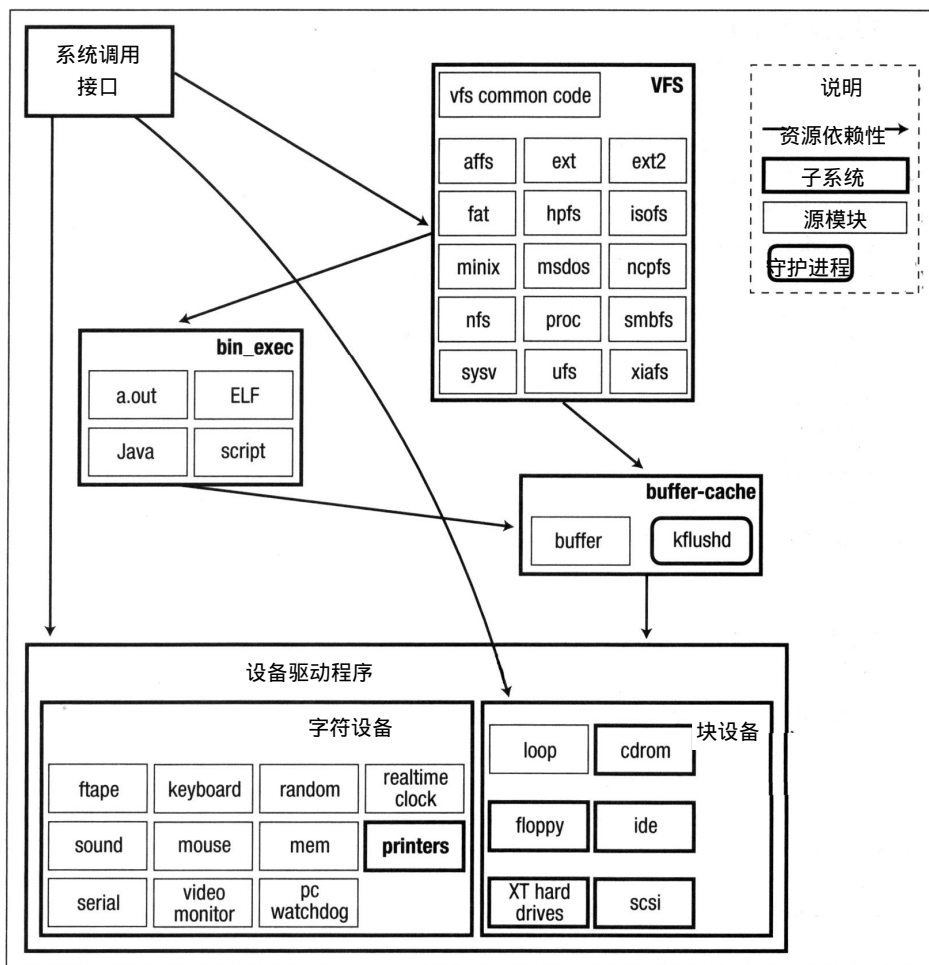 系统调用
接口
VFS
vfs common code
affs
ext
ext2
fat
hpfs
isofs
minix
msdos
ncpfs
nfs
proc
smbfs
sysv
ufs
xiafs
说明
资源依赖性
子系统
源模块
守护进程
bin_exec
a.out
ELF
Java
script
buffer-cache
buffer
kflushd
设备驱动程序
字符设备
ftape
keyboard
random
realtime
clock
sound
mouse
mem
printers
serial
video
monitor
pc
watchdog
块设备
loop
cdrom
floppy
ide
XT hard
drives
scsi